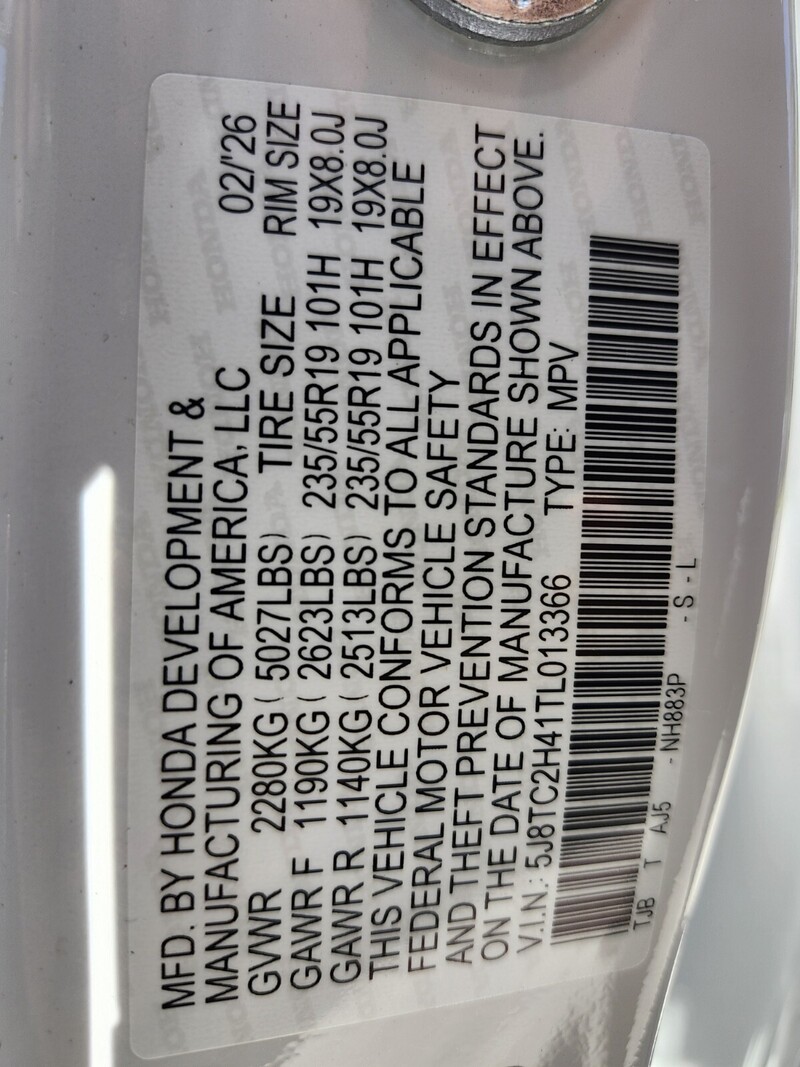 MFD. BY HONDA DEVELOPMENT &
MANUFACTURING OF AMERICA, LLC 02/'26
GVWR 2280KG ( 5027LBS) TIRE SIZE RIM SIZE
GAWR F 1190KG ( 2623LBS) 235/55R19 101H 19X8.0J
GAWR R 1140KG ( 2513LBS) 235/55R19 101H 19X8.0J
THIS VEHICLE CONFORMS TO ALL APPLICABLE
FEDERAL MOTOR VEHICLE SAFETY
AND THEFT PREVENTION STANDARDS IN EFFECT
ON THE DATE OF MANUFACTURE SHOWN ABOVE.
V.I.N.: 5J8TC2H41TL013366 TYPE: MPV
TJB T AJ5 - NH883P - S - L